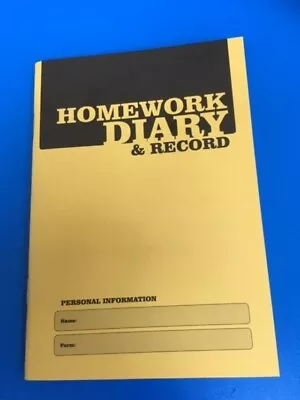 HOMEWORK
DIARY
& RECORD
PERSONAL INFORMATION
Name:
Form: